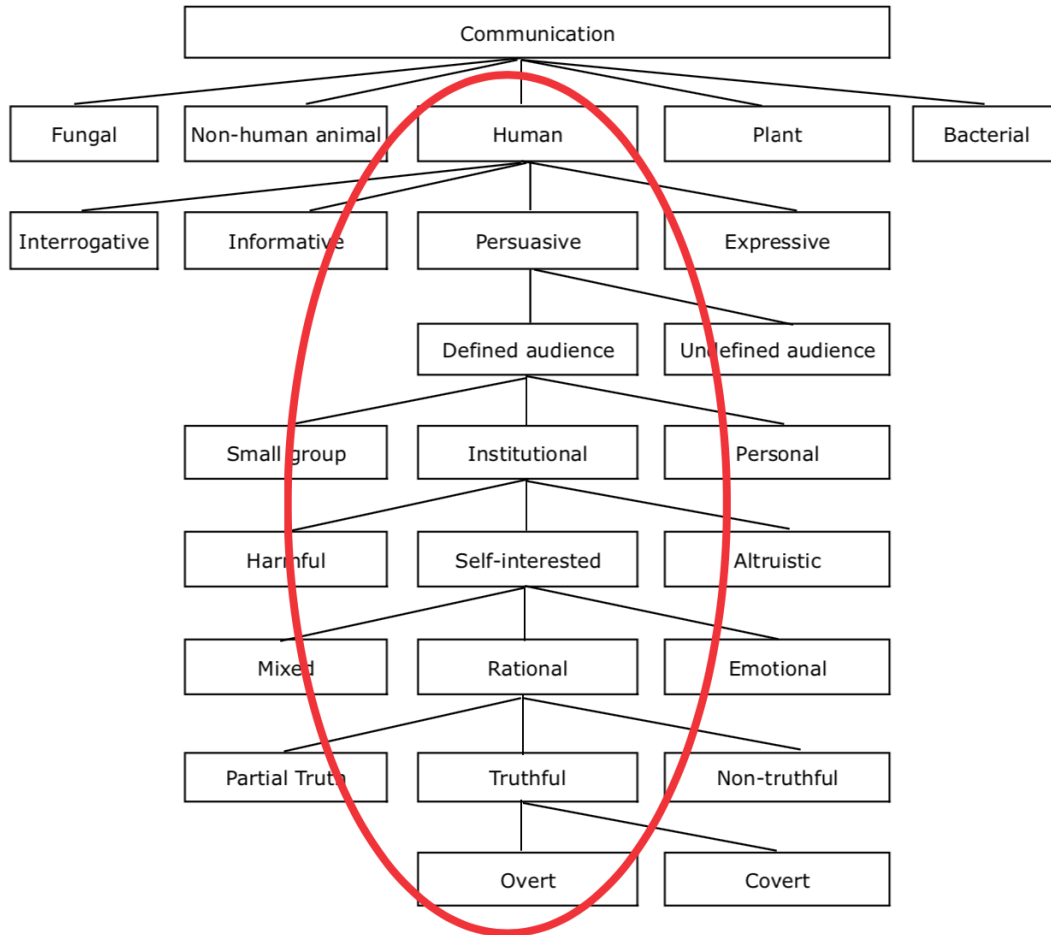 Communication
Fungal
Non-human animal
Human
Plant
Bacterial
Interrogative
Informative
Persuasive
Expressive
Defined audience
Undefined audience
Small group
Institutional
Personal
Harmful
Self-interested
Altruistic
Mixed
Rational
Emotional
Partial Truth
Truthful
Non-truthful
Overt
Covert